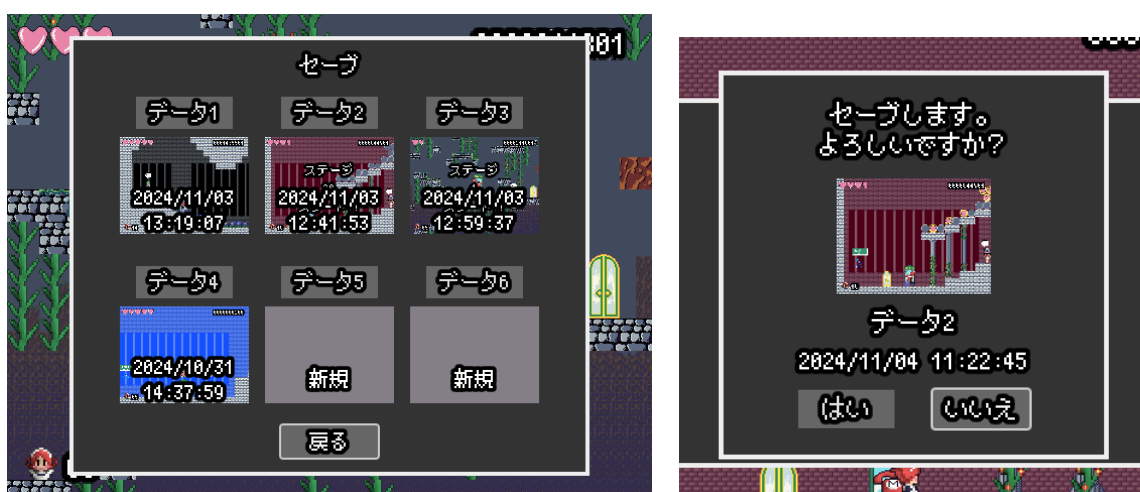 セーブ
データ1
データ2
データ3
2024/11/03
13:19:07
ステージ
2024/11/03
12:41:53
ステージ
2024/11/03
12:59:37
データ4
データ5
データ6
2024/10/31
14:37:59
新規
新規
戻る
セーブします。
よろしいですか?
データ2
2024/11/04 11:22:45
はい
いいえ